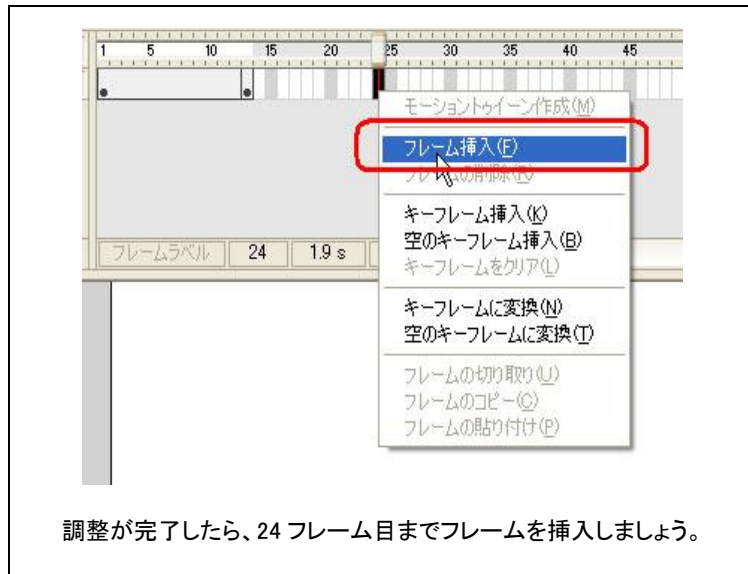 1 5 10 15 20 25 30 35 40 45
モーショントゥイーン作成(M)
フレーム挿入(F)
フレームの削除(R)
キーフレーム挿入(K)
空のキーフレーム挿入(B)
フレームラベル 24 1.9 s
キーフレームをクリア(L)
キーフレームに変換(N)
空のキーフレームに変換(T)
フレームの切り取り(U)
フレームのコピー(C)
フレームの貼り付け(P)
調整が完了したら、24 フレーム目までフレームを挿入しましょう。